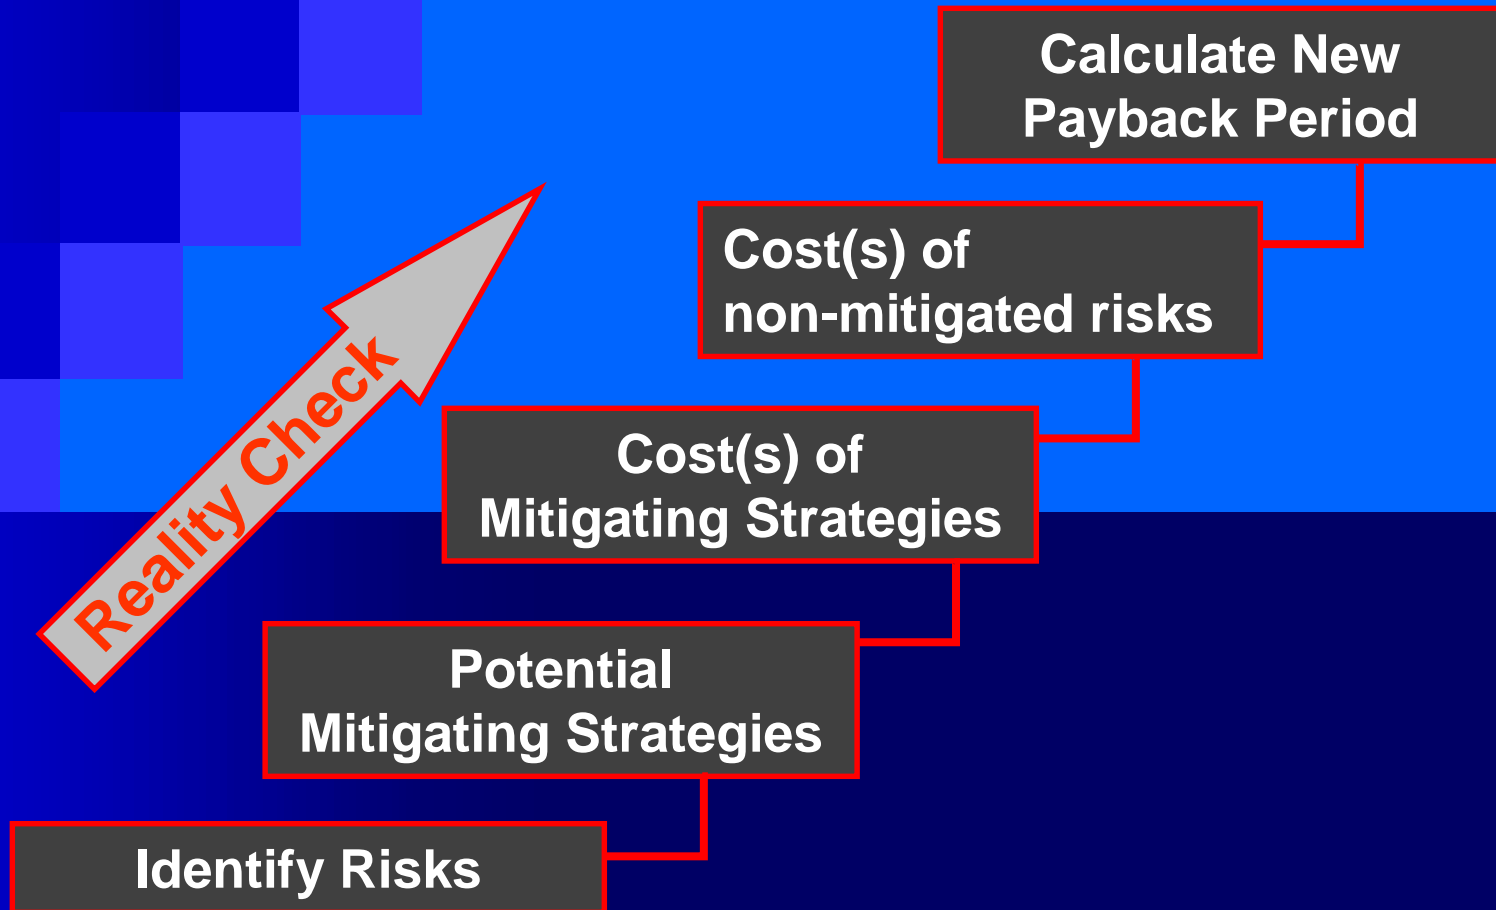 Calculate New
Payback Period
Cost(s) of
non-mitigated risks
Reality Check
Cost(s) of
Mitigating Strategies
Potential
Mitigating Strategies
Identify Risks